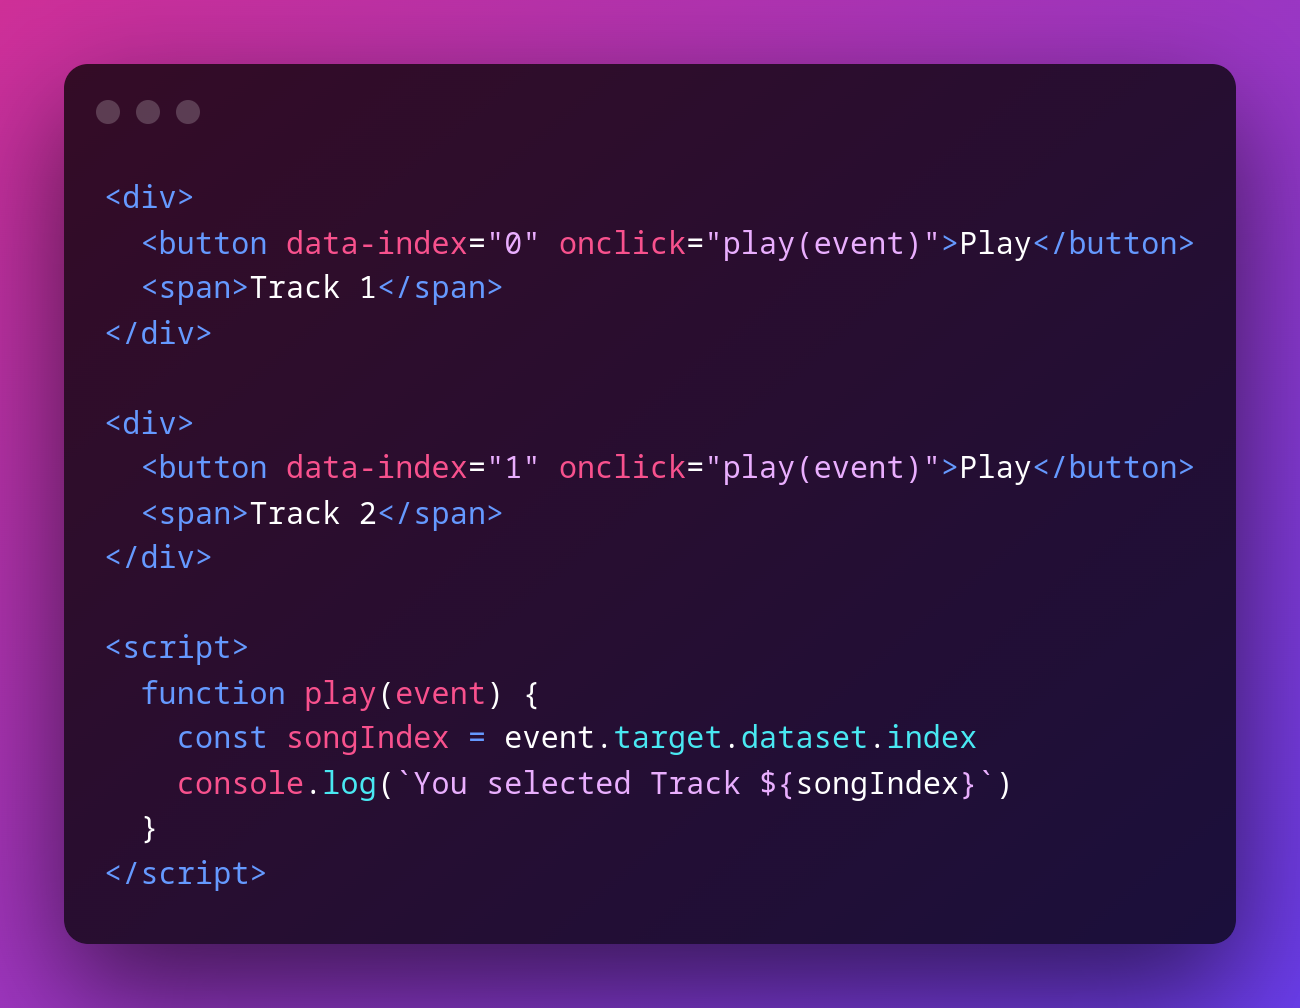 <div>
  <button data-index="0" onclick="play(event)">Play</button>
  <span>Track 1</span>
</div>

<div>
  <button data-index="1" onclick="play(event)">Play</button>
  <span>Track 2</span>
</div>

<script>
  function play(event) {
    const songIndex = event.target.dataset.index
    console.log(`You selected Track ${songIndex}`)
  }
</script>